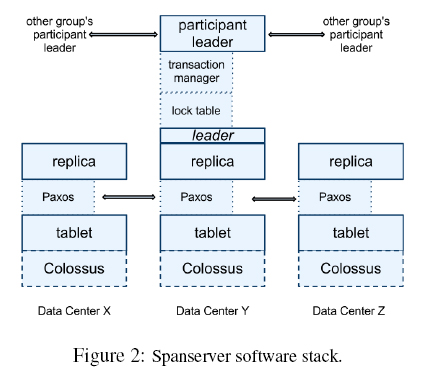 other group's
participant
leader
participant
leader
other group's
participant
leader
transaction
manager
lock table
leader
replica
replica
replica
Paxos
Paxos
Paxos
tablet
tablet
tablet
Colossus
Colossus
Colossus
Data Center X
Data Center Y
Data Center Z
Figure 2: Spanserver software stack.